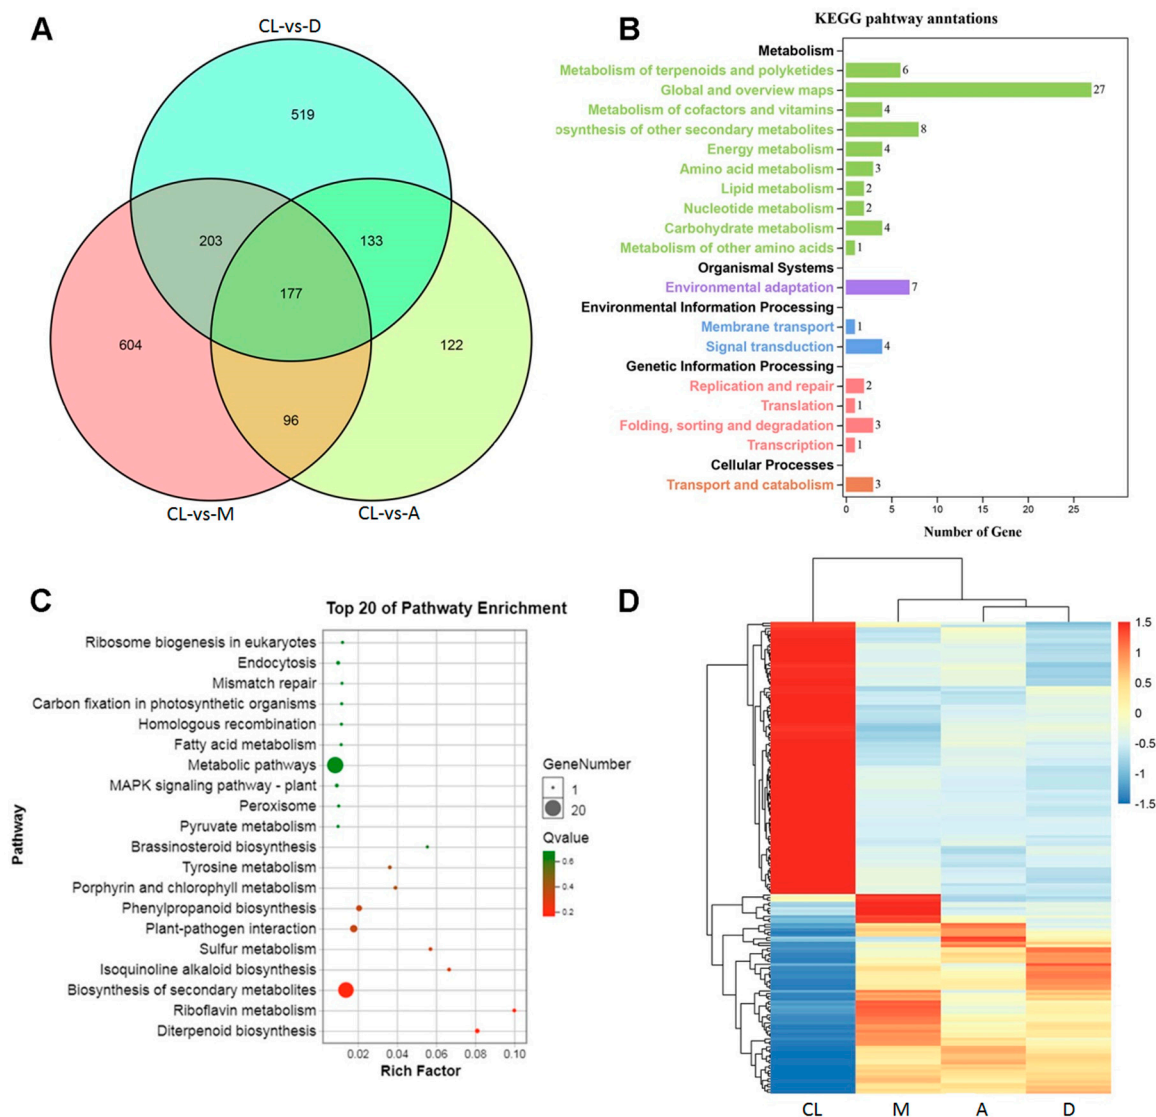 A
CL-vs-D
519
203
133
177
604
122
96
CL-vs-M
CL-vs-A
B
KEGG pahtway anntations
Metabolism
Metabolism of terpenoids and polyketides 6
Global and overview maps 27
Metabolism of cofactors and vitamins 4
osynthesis of other secondary metabolites 8
Energy metabolism 4
Amino acid metabolism 3
Lipid metabolism 2
Nucleotide metabolism 2
Carbohydrate metabolism 4
Metabolism of other amino acids 1
Organismal Systems
Environmental adaptation 7
Environmental Information Processing
Membrane transport 1
Signal transduction 4
Genetic Information Processing
Replication and repair 2
Translation 1
Folding, sorting and degradation 3
Transcription 1
Cellular Processes
Transport and catabolism 3
0 5 10 15 20 25
Number of Gene
C
Top 20 of Pathwaty Enrichment
Pathway
Ribosome biogenesis in eukaryotes
Endocytosis
Mismatch repair
Carbon fixation in photosynthetic organisms
Homologous recombination
Fatty acid metabolism
Metabolic pathways
MAPK signaling pathway - plant
Peroxisome
Pyruvate metabolism
Brassinosteroid biosynthesis
Tyrosine metabolism
Porphyrin and chlorophyll metabolism
Phenylpropanoid biosynthesis
Plant-pathogen interaction
Sulfur metabolism
Isoquinoline alkaloid biosynthesis
Biosynthesis of secondary metabolites
Riboflavin metabolism
Diterpenoid biosynthesis
0.02 0.04 0.06 0.08 0.10
Rich Factor
GeneNumber
1
20
Qvalue
0.6
0.4
0.2
D
1.5
1
0.5
0
-0.5
-1
-1.5
CL M A D